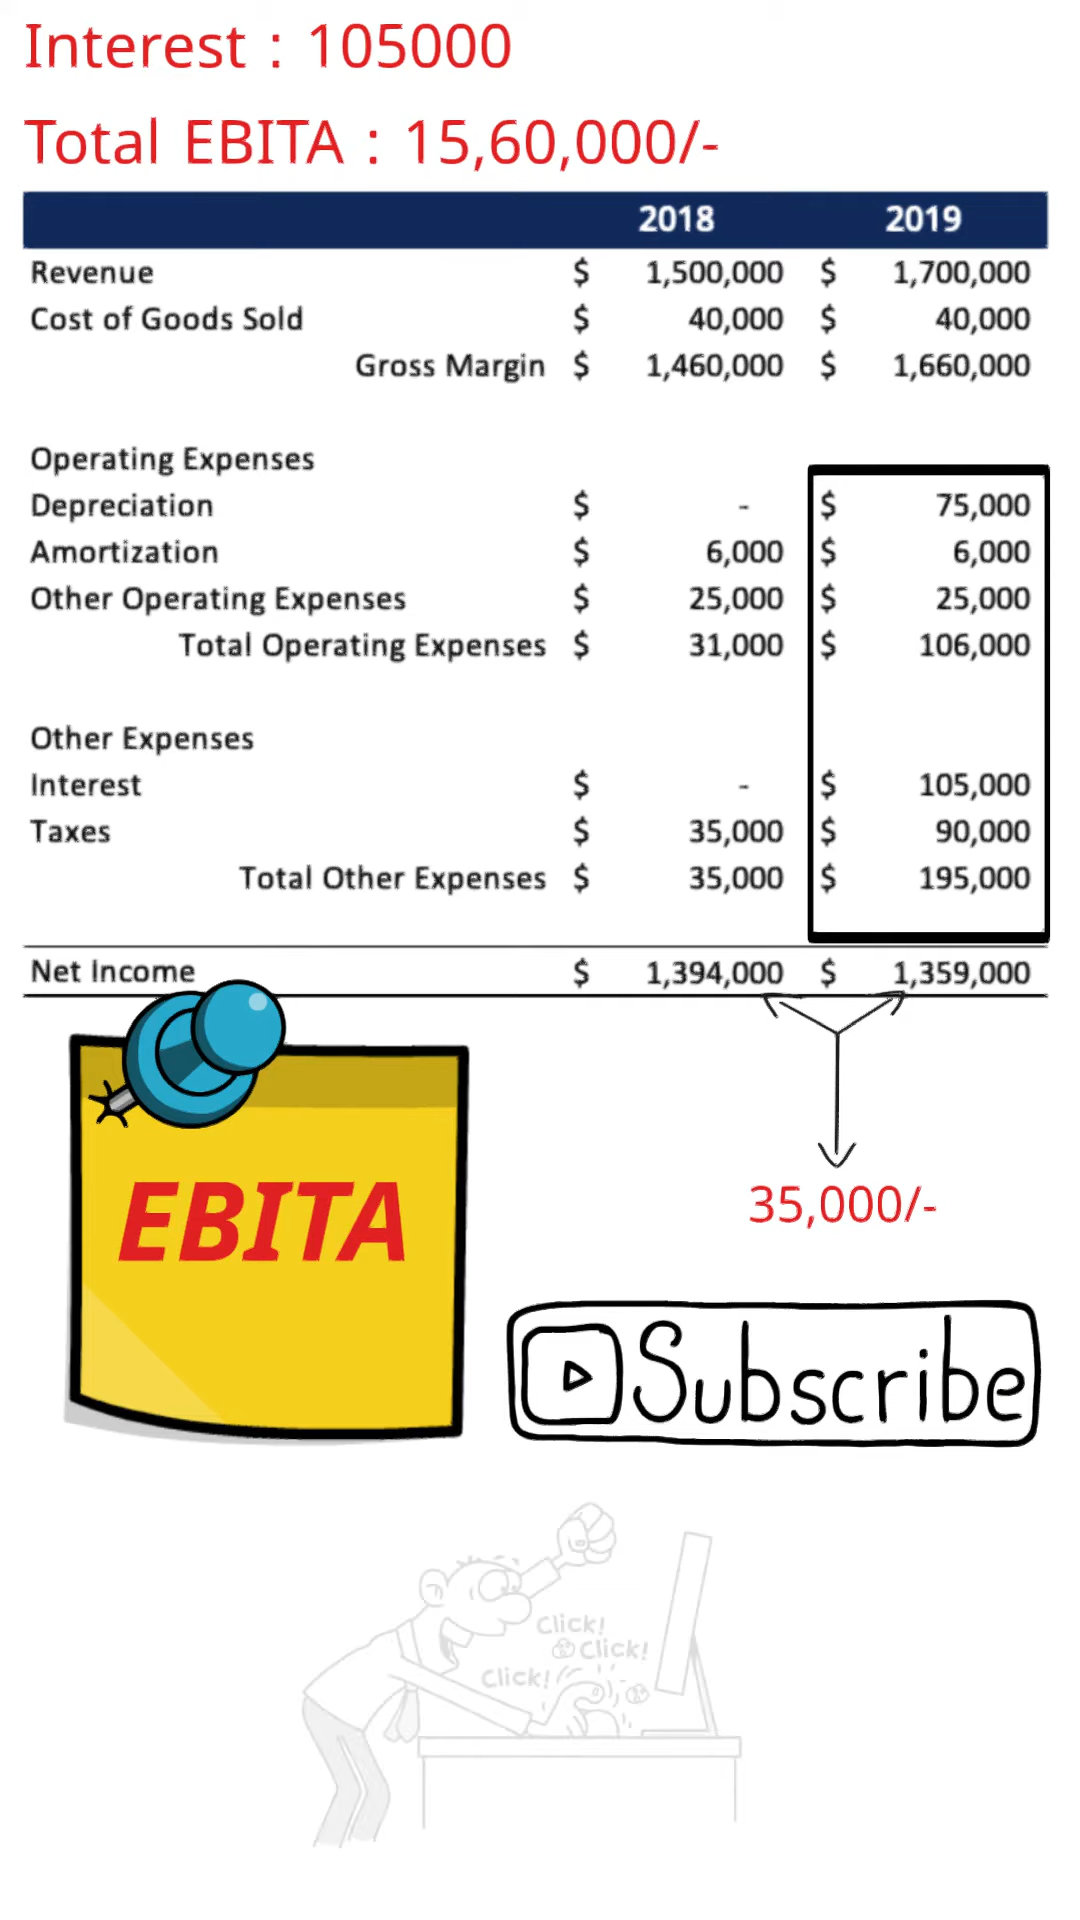 Interest : 105000
Total EBITA : 15,60,000/-
2018 2019
Revenue $ 1,500,000 $ 1,700,000
Cost of Goods Sold $ 40,000 $ 40,000
Gross Margin $ 1,460,000 $ 1,660,000
Operating Expenses
Depreciation $ - $ 75,000
Amortization $ 6,000 $ 6,000
Other Operating Expenses $ 25,000 $ 25,000
Total Operating Expenses $ 31,000 $ 106,000
Other Expenses
Interest $ - $ 105,000
Taxes $ 35,000 $ 90,000
Total Other Expenses $ 35,000 $ 195,000
Net Income $ 1,394,000 $ 1,359,000
EBITA
35,000/-
Subscribe
Click!
Click!
Click!